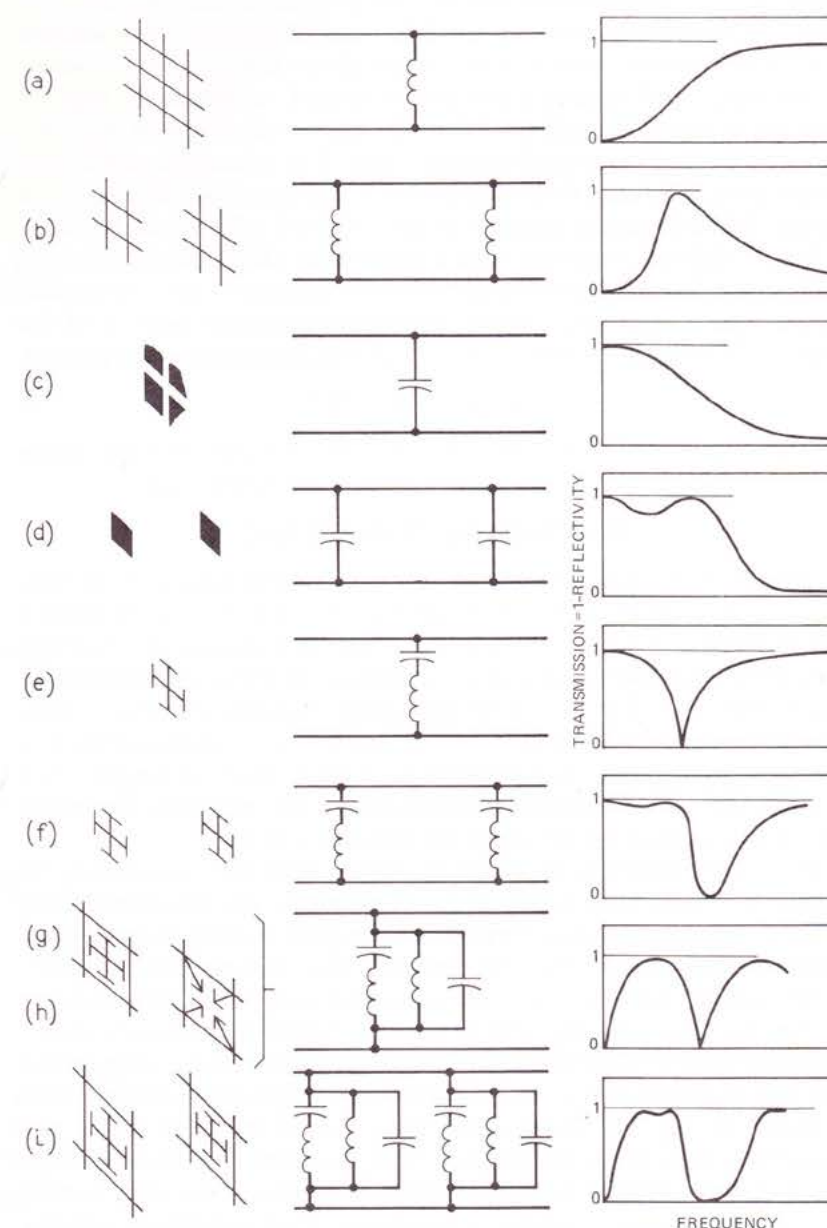 (a)
1
0
(b)
1
0
(c)
1
0
(d)
1
0
(e)
1
0
TRANSMISSION = 1-REFLECTIVITY
(f)
1
0
(g)
(h)
1
0
(i)
1
0
FREQUENCY